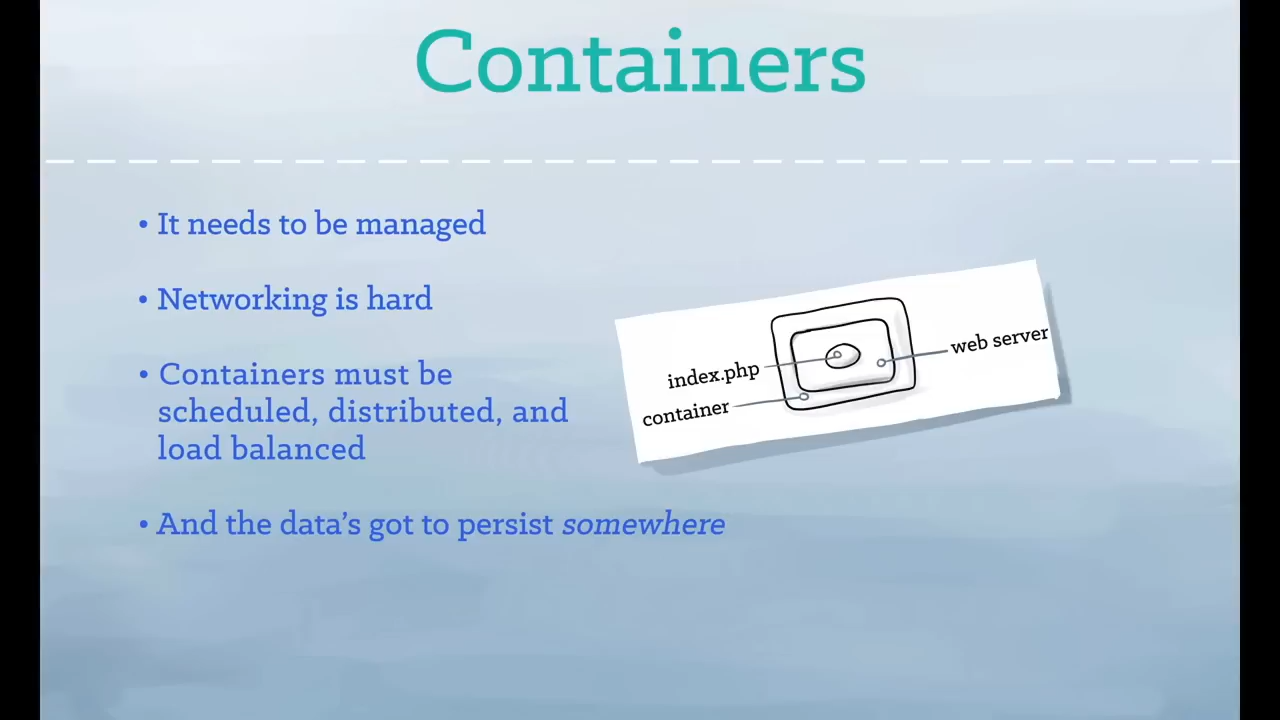 Containers
• It needs to be managed
• Networking is hard
• Containers must be
scheduled, distributed, and
load balanced
• And the data's got to persist somewhere
index.php
container
web server